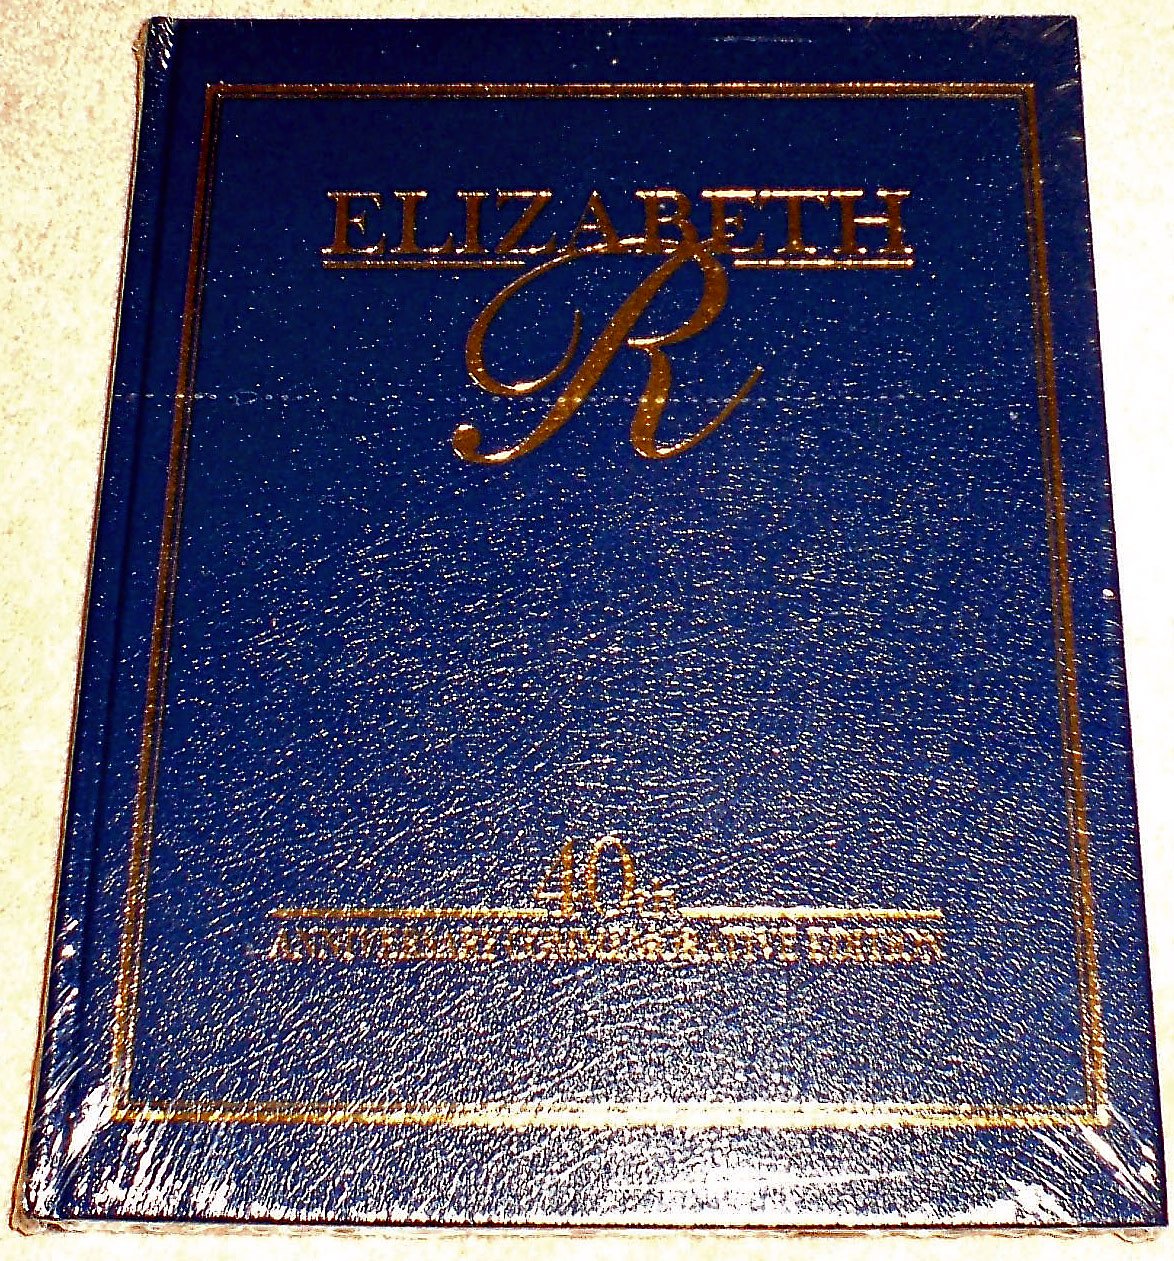 ELIZABETH
R
40TH
ANNIVERSARY COMMEMORATIVE EDITION